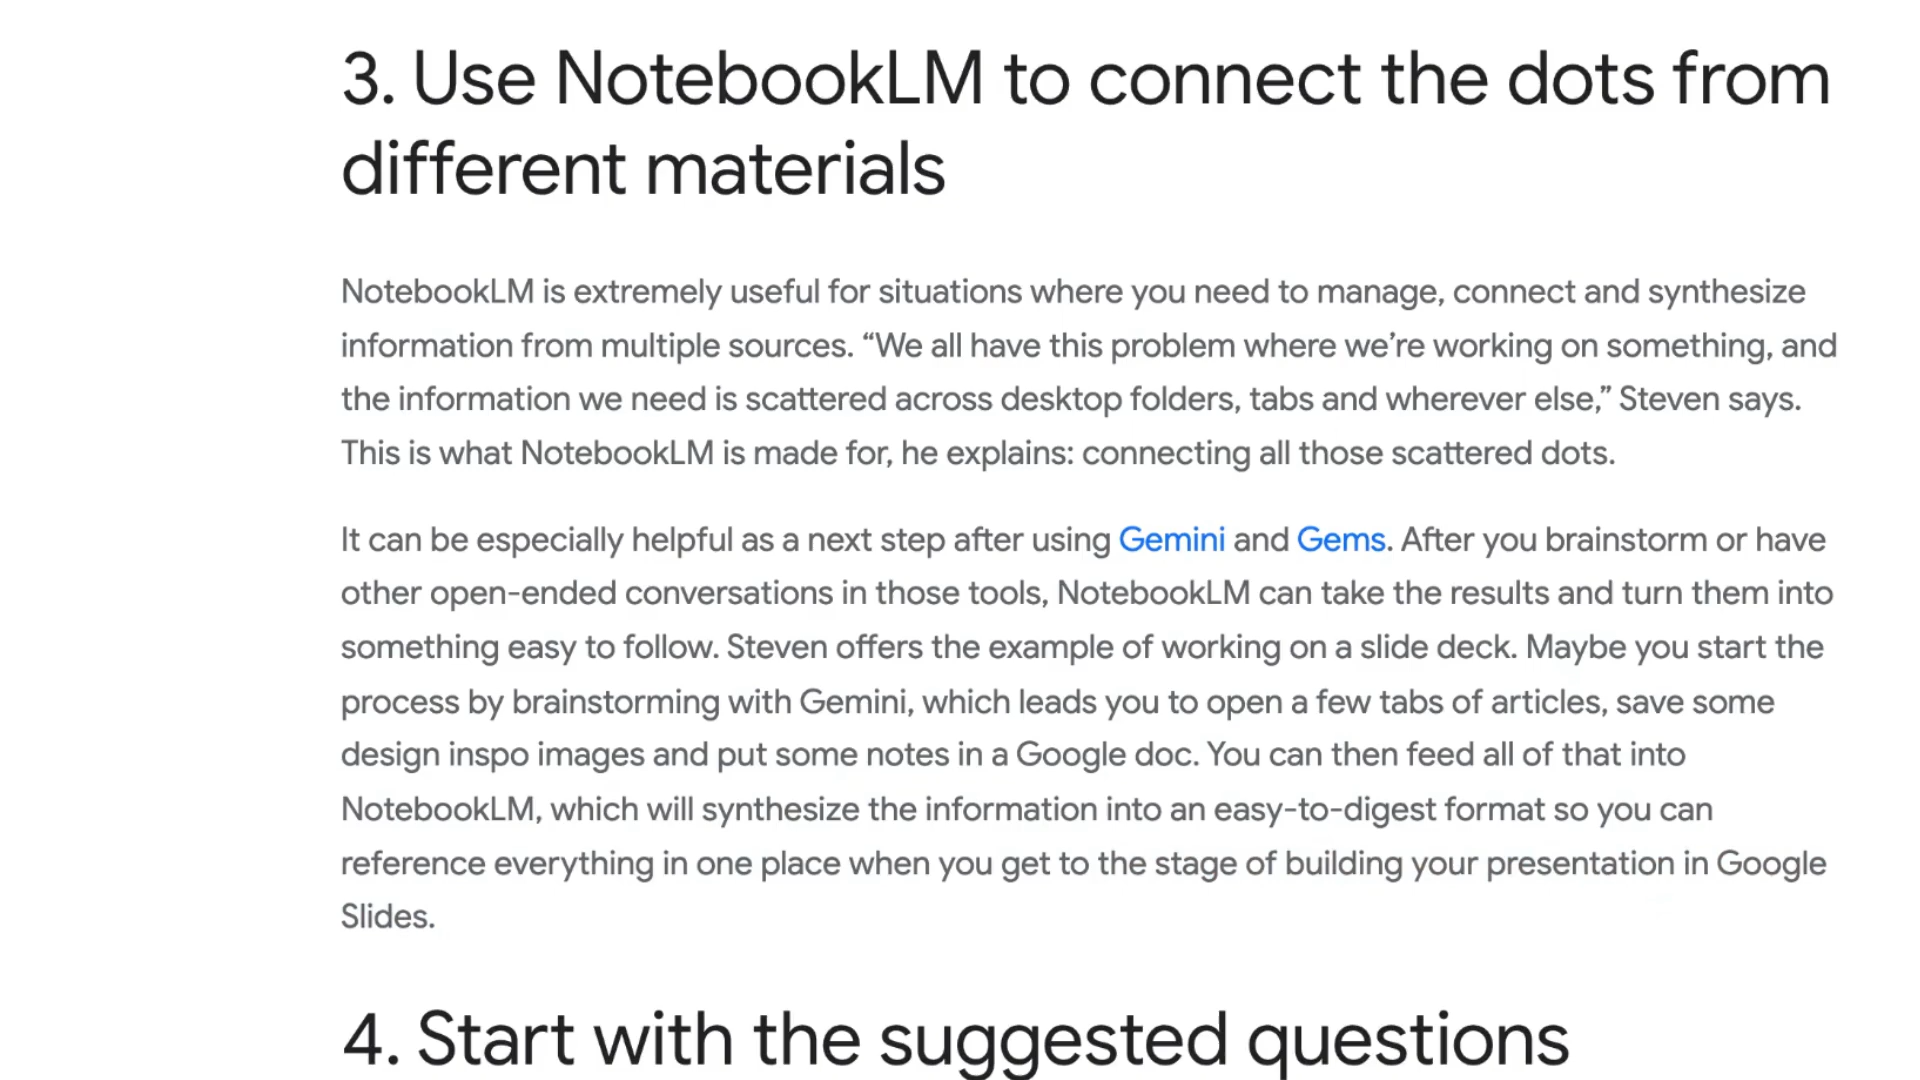 3. Use NotebookLM to connect the dots from
different materials
NotebookLM is extremely useful for situations where you need to manage, connect and synthesize
information from multiple sources. “We all have this problem where we’re working on something, and
the information we need is scattered across desktop folders, tabs and wherever else,” Steven says.
This is what NotebookLM is made for, he explains: connecting all those scattered dots.
It can be especially helpful as a next step after using Gemini and Gems. After you brainstorm or have
other open-ended conversations in those tools, NotebookLM can take the results and turn them into
something easy to follow. Steven offers the example of working on a slide deck. Maybe you start the
process by brainstorming with Gemini, which leads you to open a few tabs of articles, save some
design inspo images and put some notes in a Google doc. You can then feed all of that into
NotebookLM, which will synthesize the information into an easy-to-digest format so you can
reference everything in one place when you get to the stage of building your presentation in Google
Slides.
4. Start with the suggested questions